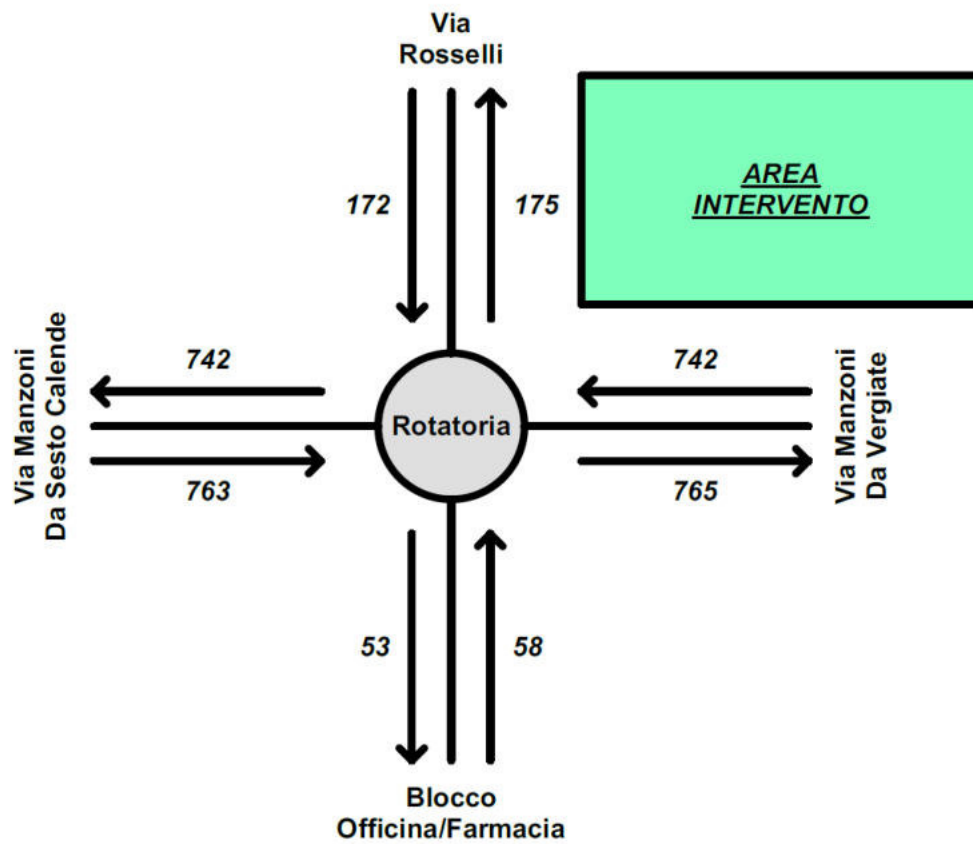 Via
Rosselli
AREA
INTERVENTO
172
175
Via Manzoni
Da Sesto Calende
742
742
Rotatoria
763
765
Via Manzoni
Da Vergiate
53
58
Blocco
Officina/Farmacia